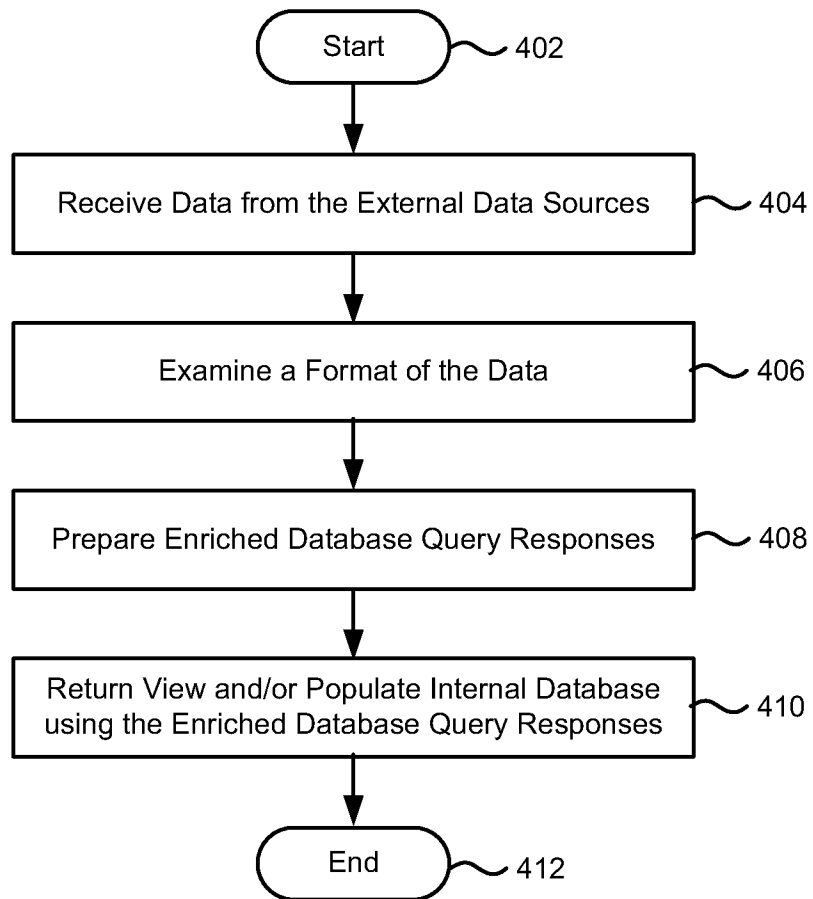 Start
402
Receive Data from the External Data Sources
404
Examine a Format of the Data
406
Prepare Enriched Database Query Responses
408
Return View and/or Populate Internal Database
using the Enriched Database Query Responses
410
End
412